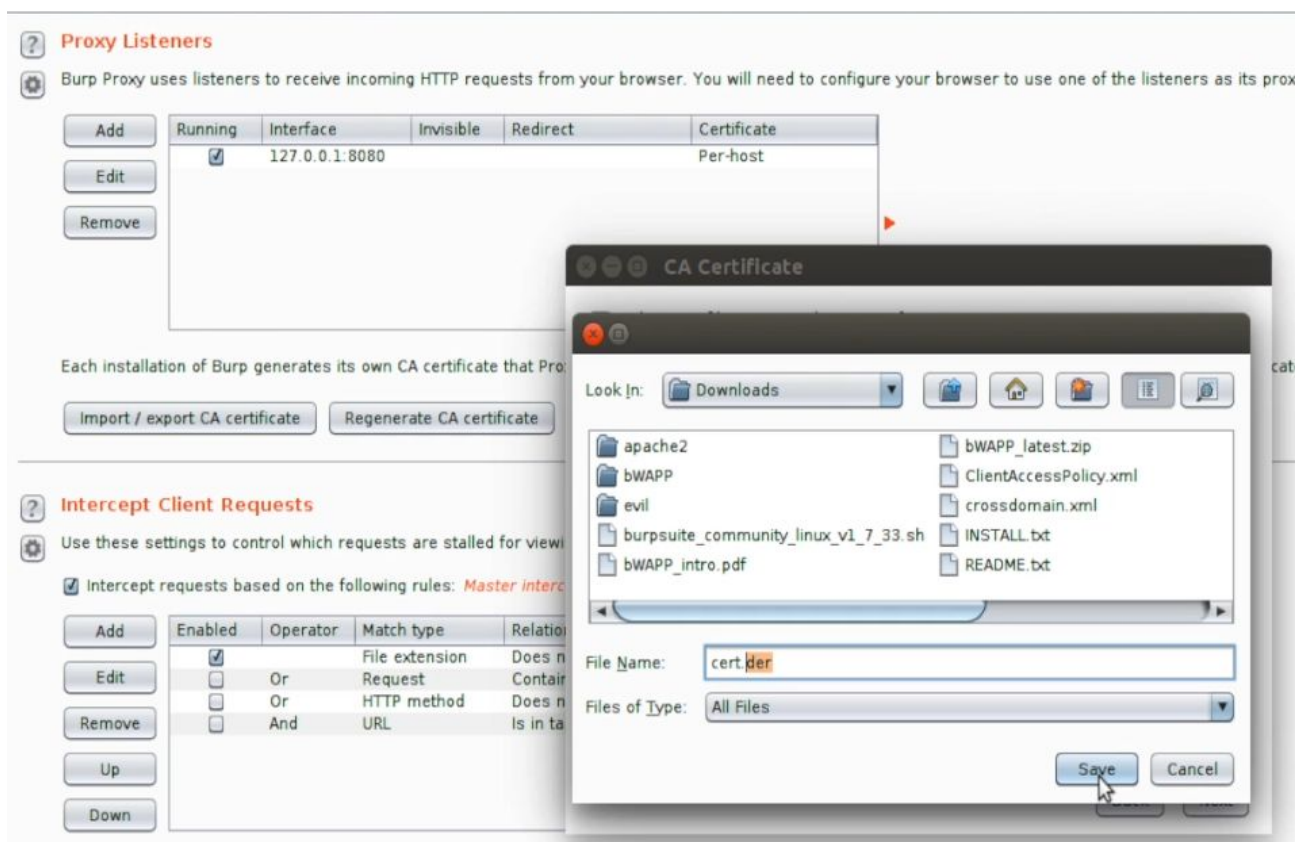 Proxy Listeners
Burp Proxy uses listeners to receive incoming HTTP requests from your browser. You will need to configure your browser to use one of the listeners as its prox
Add Running Interface Invisible Redirect Certificate
127.0.0.1:8080 Per-host
Edit
Remove
CA Certificate
Each installation of Burp generates its own CA certificate that Pro
Look In: Downloads
Import / export CA certificate Regenerate CA certificate
apache2 bWAPP_latest.zip
bWAPP ClientAccessPolicy.xml
evil crossdomain.xml
burpsuite_community_linux_v1_7_33.sh INSTALL.txt
bWAPP_intro.pdf README.txt
Intercept Client Requests
Use these settings to control which requests are stalled for viewi
Intercept requests based on the following rules: Master interc
Add Enabled Operator Match type Relatio
File extension Does n
Edit Or Request Contain
Or HTTP method Does n
Remove And URL Is in ta
Up
Down
File Name: cert.der
Files of Type: All Files
Save Cancel